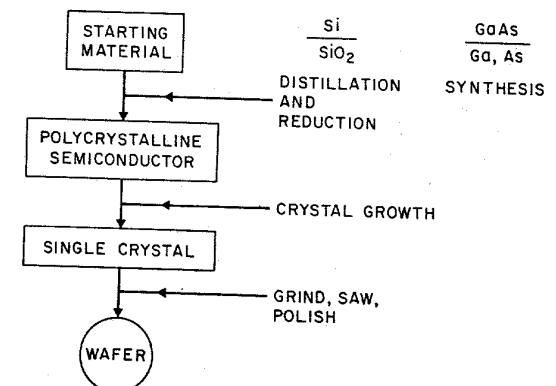 STARTING
MATERIAL
Si
SiO2
GaAs
Ga, As
DISTILLATION
AND
REDUCTION
SYNTHESIS
POLYCRYSTALLINE
SEMICONDUCTOR
CRYSTAL GROWTH
SINGLE CRYSTAL
GRIND, SAW,
POLISH
WAFER